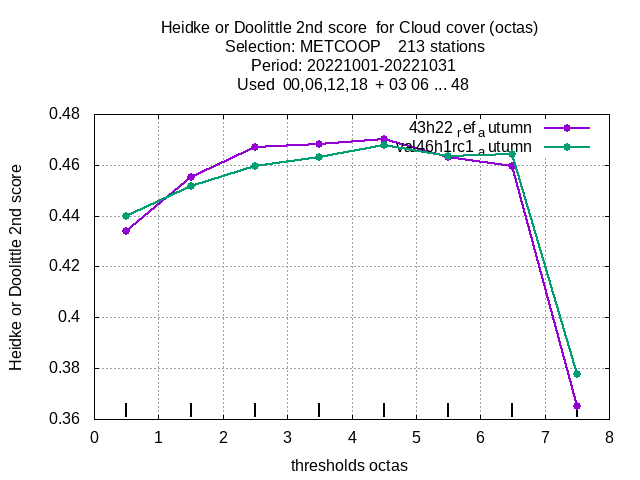 Heidke or Doolittle 2nd score  for Cloud cover (octas)
Selection: METCOOP    213 stations
Period: 20221001-20221031
Used  00,06,12,18  + 03 06 ... 48
0.48
0.46
0.44
0.42
0.4
0.38
0.36
Heidke or Doolittle 2nd score
43h22 ref autumn
val46h1rc1 autumn
0 1 2 3 4 5 6 7 8
thresholds octas